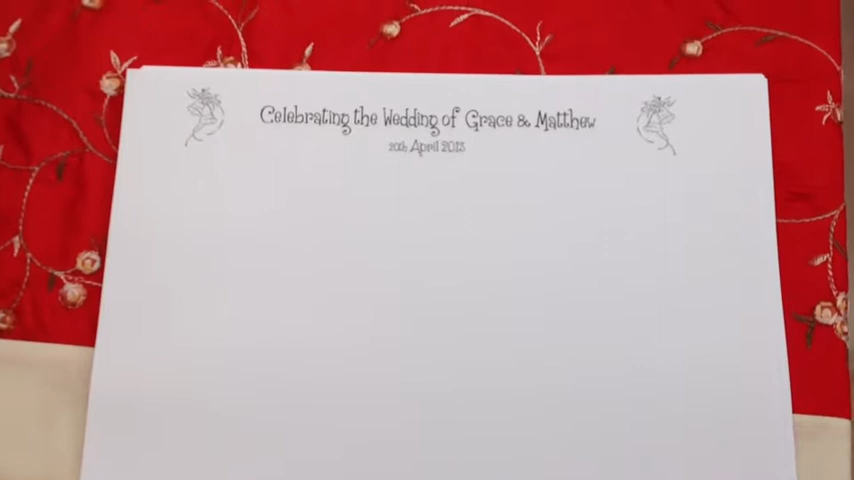 Celebrating the Wedding of Grace & Matthew
20th April 2013